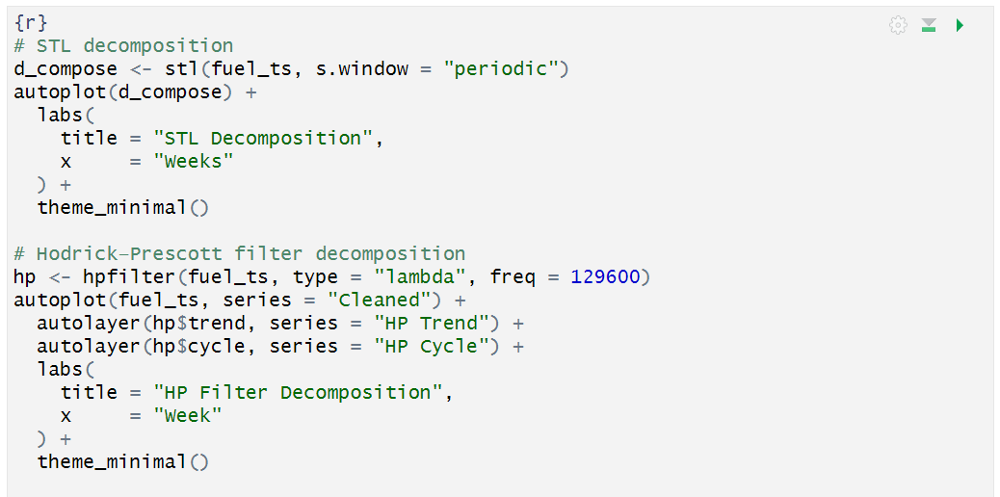 {r}
# STL decomposition
d_compose <- stl(fuel_ts, s.window = "periodic")
autoplot(d_compose) +
  labs(
    title = "STL Decomposition",
    x     = "Weeks"
  ) +
  theme_minimal()

# Hodrick-Prescott filter decomposition
hp <- hpfilter(fuel_ts, type = "lambda", freq = 129600)
autoplot(fuel_ts, series = "Cleaned") +
  autolayer(hp$trend, series = "HP Trend") +
  autolayer(hp$cycle, series = "HP Cycle") +
  labs(
    title = "HP Filter Decomposition",
    x     = "Week"
  ) +
  theme_minimal()